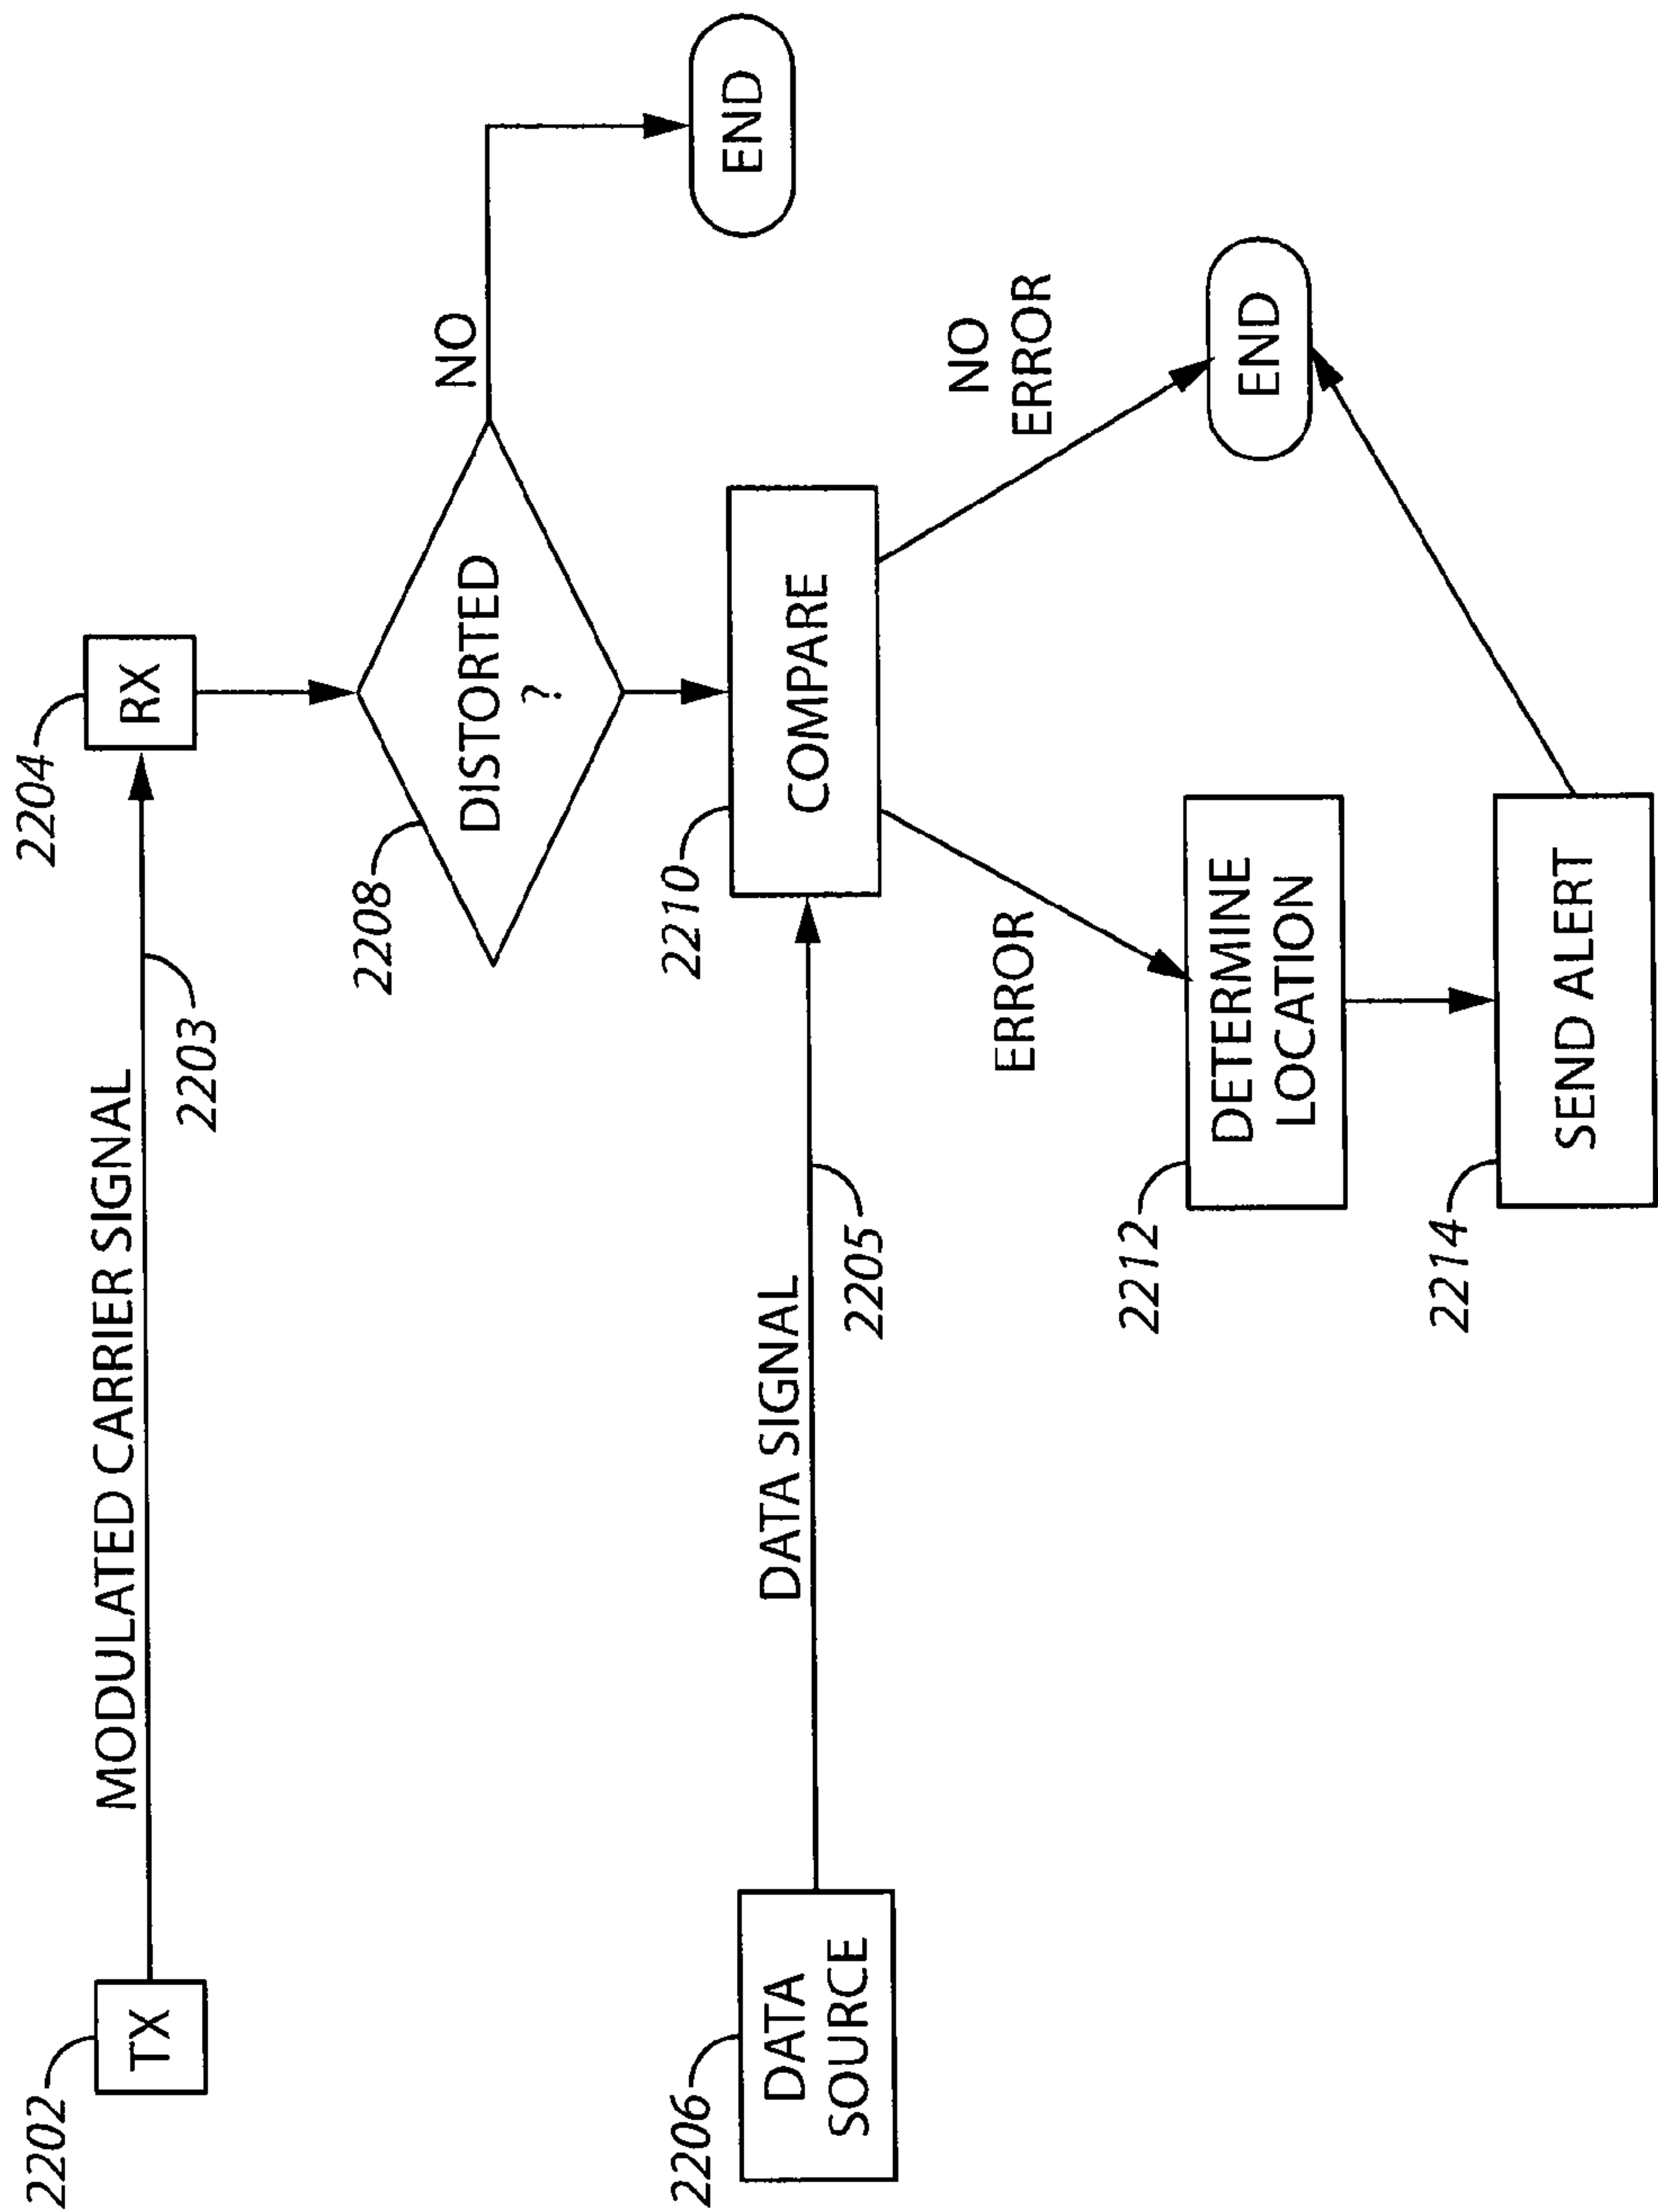 2202
TX
MODULATED CARRIER SIGNAL
2203
2204
RX
2208
DISTORTED
?
NO
END
2206
DATA
SOURCE
DATA SIGNAL
2205
2210
COMPARE
ERROR
NO
ERROR
END
2212
DETERMINE
LOCATION
2214
SEND ALERT